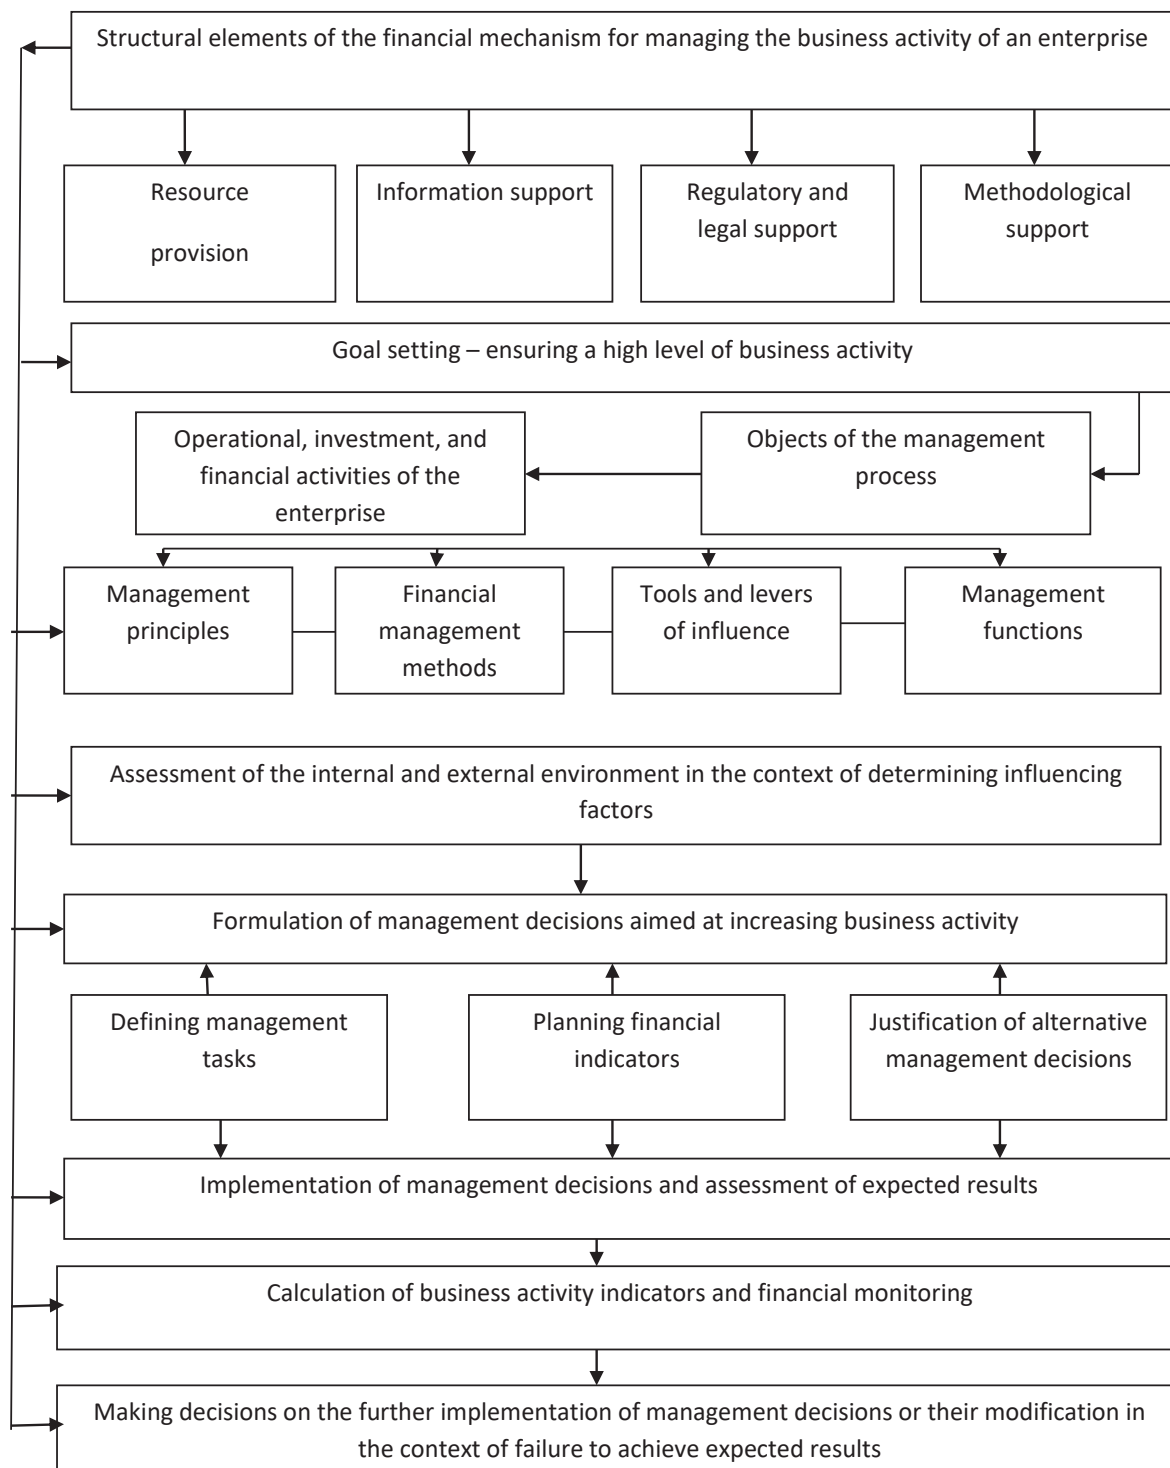 Structural elements of the financial mechanism for managing the business activity of an enterprise
Resource
provision
Information support
Regulatory and
legal support
Methodological
support
Goal setting – ensuring a high level of business activity
Operational, investment, and
financial activities of the
enterprise
Objects of the management
process
Management
principles
Financial
management
methods
Tools and levers
of influence
Management
functions
Assessment of the internal and external environment in the context of determining influencing
factors
Formulation of management decisions aimed at increasing business activity
Defining management
tasks
Planning financial
indicators
Justification of alternative
management decisions
Implementation of management decisions and assessment of expected results
Calculation of business activity indicators and financial monitoring
Making decisions on the further implementation of management decisions or their modification in
the context of failure to achieve expected results